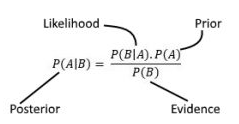 Likelihood
Prior
P(A|B) = P(B|A). P(A) / P(B)
Posterior
Evidence